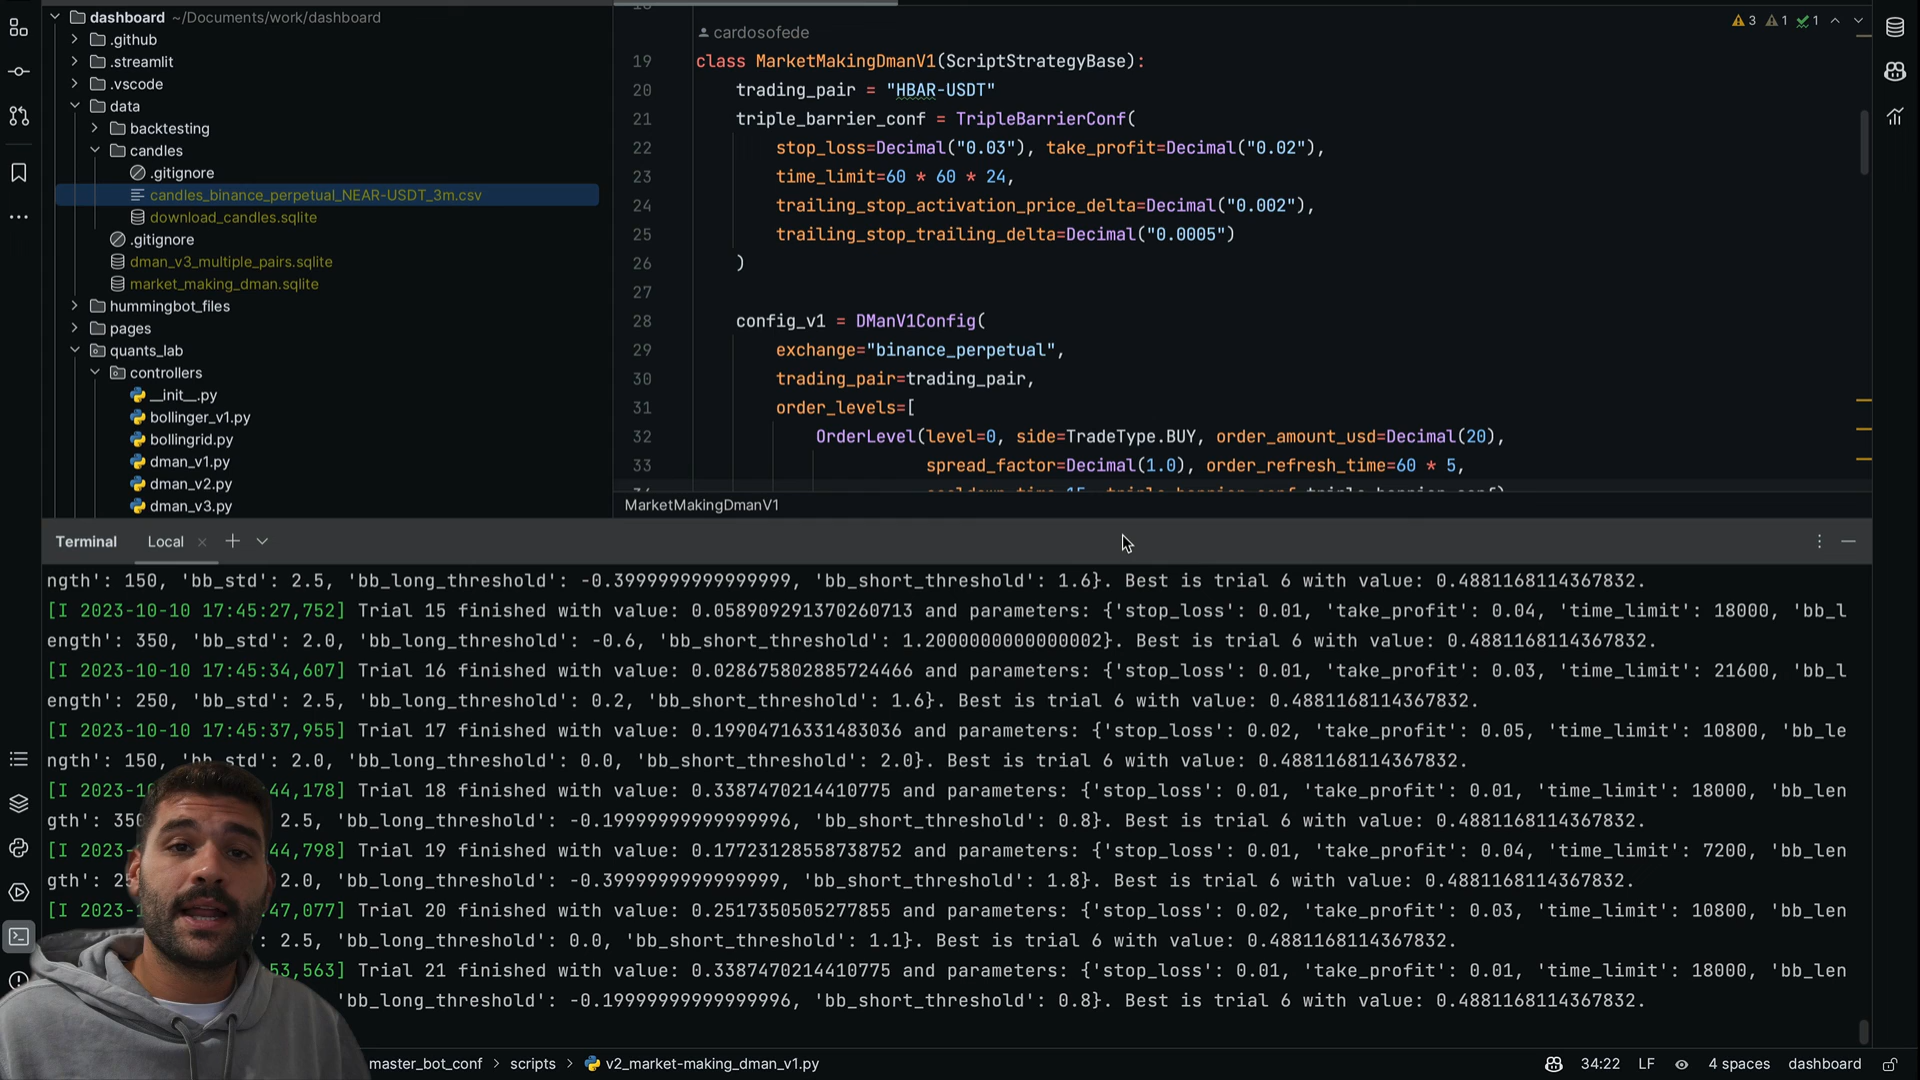 dashboard ~/Documents/work/dashboard
.github
.streamlit
.vscode
data
backtesting
candles
.gitignore
candles_binance_perpetual_NEAR-USDT_3m.csv
download_candles.sqlite
.gitignore
dman_v3_multiple_pairs.sqlite
market_making_dman.sqlite
hummingbot_files
pages
quants_lab
controllers
__init__.py
bollinger_v1.py
bollingrid.py
dman_v1.py
dman_v2.py
dman_v3.py
cardosofede
3 1 1
19 class MarketMakingDmanV1(ScriptStrategyBase):
20 trading_pair = "HBAR-USDT"
21 triple_barrier_conf = TripleBarrierConf(
22 stop_loss=Decimal("0.03"), take_profit=Decimal("0.02"),
23 time_limit=60 * 60 * 24,
24 trailing_stop_activation_price_delta=Decimal("0.002"),
25 trailing_stop_trailing_delta=Decimal("0.0005")
26 )
27
28 config_v1 = DManV1Config(
29 exchange="binance_perpetual",
30 trading_pair=trading_pair,
31 order_levels=[
32 OrderLevel(level=0, side=TradeType.BUY, order_amount_usd=Decimal(20),
33 spread_factor=Decimal(1.0), order_refresh_time=60 * 5,
MarketMakingDmanV1
Terminal Local
ngth': 150, 'bb_std': 2.5, 'bb_long_threshold': -0.3999999999999999, 'bb_short_threshold': 1.6}. Best is trial 6 with value: 0.4881168114367832.
[I 2023-10-10 17:45:27,752] Trial 15 finished with value: 0.058909291370260713 and parameters: {'stop_loss': 0.01, 'take_profit': 0.04, 'time_limit': 18000, 'bb_l
ength': 350, 'bb_std': 2.0, 'bb_long_threshold': -0.6, 'bb_short_threshold': 1.2000000000000002}. Best is trial 6 with value: 0.4881168114367832.
[I 2023-10-10 17:45:34,607] Trial 16 finished with value: 0.028675802885724466 and parameters: {'stop_loss': 0.01, 'take_profit': 0.03, 'time_limit': 21600, 'bb_l
ength': 250, 'bb_std': 2.5, 'bb_long_threshold': 0.2, 'bb_short_threshold': 1.6}. Best is trial 6 with value: 0.4881168114367832.
[I 2023-10-10 17:45:37,955] Trial 17 finished with value: 0.19904716331483036 and parameters: {'stop_loss': 0.02, 'take_profit': 0.05, 'time_limit': 10800, 'bb_le
ngth': 150, 'bb_std': 2.0, 'bb_long_threshold': 0.0, 'bb_short_threshold': 2.0}. Best is trial 6 with value: 0.4881168114367832.
[I 2023-10 44,178] Trial 18 finished with value: 0.3387470214410775 and parameters: {'stop_loss': 0.01, 'take_profit': 0.01, 'time_limit': 18000, 'bb_len
gth': 350 2.5, 'bb_long_threshold': -0.19999999999999996, 'bb_short_threshold': 0.8}. Best is trial 6 with value: 0.4881168114367832.
[I 2023- 44,798] Trial 19 finished with value: 0.17723128558738752 and parameters: {'stop_loss': 0.01, 'take_profit': 0.04, 'time_limit': 7200, 'bb_len
gth': 2.0, 'bb_long_threshold': -0.3999999999999999, 'bb_short_threshold': 1.8}. Best is trial 6 with value: 0.4881168114367832.
[I 2023- 47,077] Trial 20 finished with value: 0.2517350505277855 and parameters: {'stop_loss': 0.02, 'take_profit': 0.03, 'time_limit': 10800, 'bb_len
: 2.5, 'bb_long_threshold': 0.0, 'bb_short_threshold': 1.1}. Best is trial 6 with value: 0.4881168114367832.
53,563] Trial 21 finished with value: 0.3387470214410775 and parameters: {'stop_loss': 0.01, 'take_profit': 0.01, 'time_limit': 18000, 'bb_len
'bb_long_threshold': -0.19999999999999996, 'bb_short_threshold': 0.8}. Best is trial 6 with value: 0.4881168114367832.
master_bot_conf > scripts > v2_market-making_dman_v1.py
34:22 LF 4 spaces dashboard